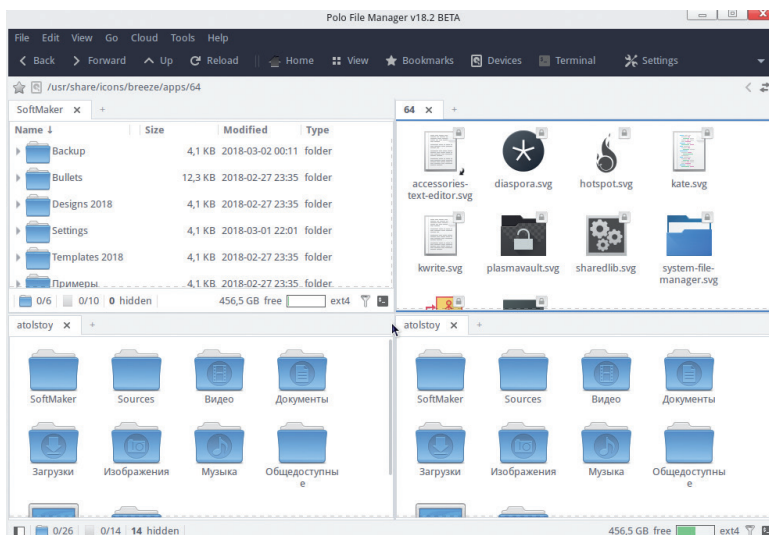 Polo File Manager v18.2 BETA
File Edit View Go Cloud Tools Help
Back Forward Up Reload Home View Bookmarks Devices Terminal Settings
/usr/share/icons/breeze/apps/64
SoftMaker
Name ↓ Size Modified Type
Backup 4,1 KB 2018-03-02 00:11 folder
Bullets 12,3 KB 2018-02-27 23:35 folder
Designs 2018 4,1 KB 2018-02-27 23:35 folder
Settings 4,1 KB 2018-03-01 22:01 folder
Templates 2018 4,1 KB 2018-02-27 23:35 folder
Примеры 4,1 KB 2018-02-27 23:35 folder
0/6 0/10 0 hidden 456,5 GB free ext4
64
accessories-
text-editor.svg
diaspora.svg
hotspot.svg
kate.svg
kwrite.svg
plasmavault.svg
sharedlib.svg
system-file-
manager.svg
atolstoy
SoftMaker
Sources
Видео
Документы
Загрузки
Изображения
Музыка
Общедоступны
е
atolstoy
SoftMaker
Sources
Видео
Документы
Загрузки
Изображения
Музыка
Общедоступны
е
0/26 0/14 14 hidden 456,5 GB free ext4